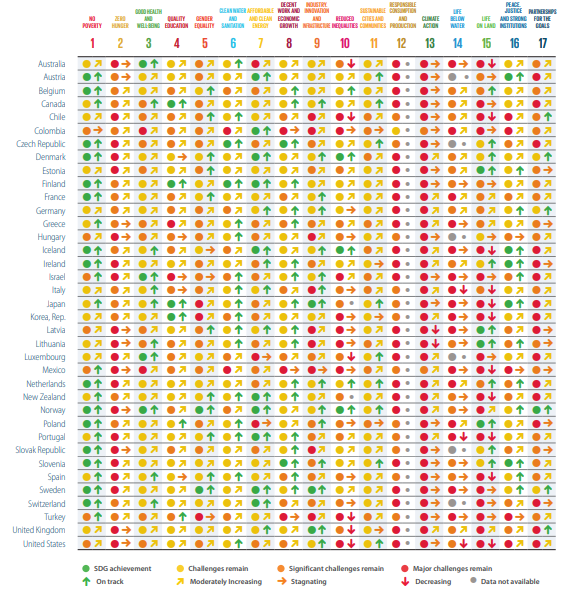 NO POVERTY
ZERO HUNGER
GOOD HEALTH AND WELL-BEING
QUALITY EDUCATION
GENDER EQUALITY
CLEAN WATER AND SANITATION
AFFORDABLE AND CLEAN ENERGY
DECENT WORK AND ECONOMIC GROWTH
INDUSTRY, INNOVATION AND INFRASTRUCTURE
REDUCED INEQUALITIES
SUSTAINABLE CITIES AND COMMUNITIES
RESPONSIBLE CONSUMPTION AND PRODUCTION
CLIMATE ACTION
LIFE BELOW WATER
LIFE ON LAND
PEACE, JUSTICE AND STRONG INSTITUTIONS
PARTNERSHIPS FOR THE GOALS
1 2 3 4 5 6 7 8 9 10 11 12 13 14 15 16 17
Australia
Austria
Belgium
Canada
Chile
Colombia
Czech Republic
Denmark
Estonia
Finland
France
Germany
Greece
Hungary
Iceland
Ireland
Israel
Italy
Japan
Korea, Rep.
Latvia
Lithuania
Luxembourg
Mexico
Netherlands
New Zealand
Norway
Poland
Portugal
Slovak Republic
Slovenia
Spain
Sweden
Switzerland
Turkey
United Kingdom
United States
SDG achievement Challenges remain Significant challenges remain Major challenges remain
On track Moderately Increasing Stagnating Decreasing Data not available